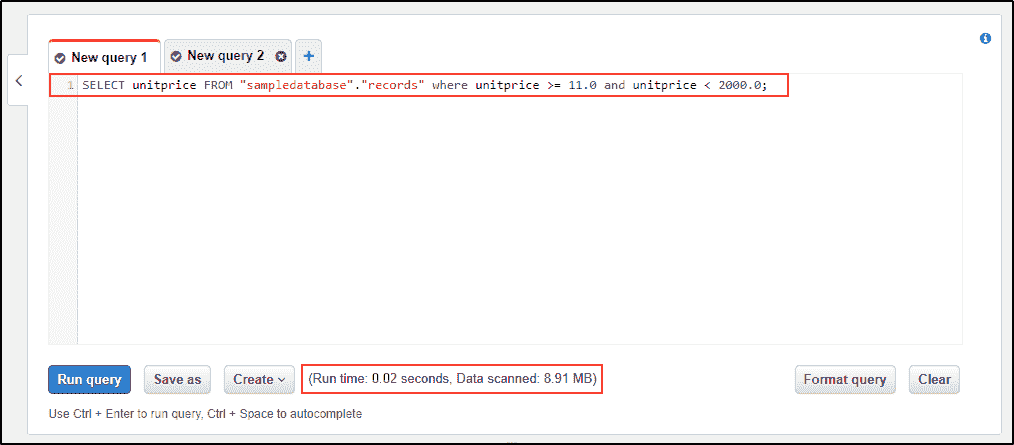 New query 1
New query 2
+
1 SELECT unitprice FROM "sampledatabase"."records" where unitprice >= 11.0 and unitprice < 2000.0;
Run query Save as Create (Run time: 0.02 seconds, Data scanned: 8.91 MB) Format query Clear
Use Ctrl + Enter to run query, Ctrl + Space to autocomplete